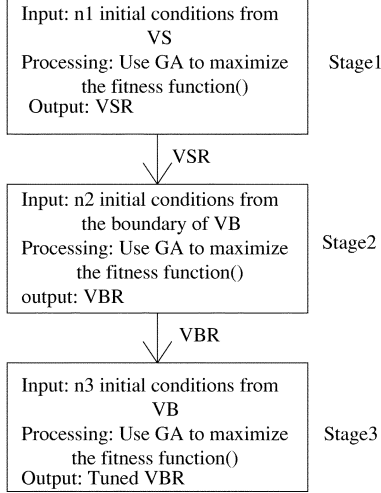 Input: n1 initial conditions from
VS
Processing: Use GA to maximize
the fitness function()
Output: VSR
Stage1
VSR
Input: n2 initial conditions from
the boundary of VB
Processing: Use GA to maximize
the fitness function()
output: VBR
Stage2
VBR
Input: n3 initial conditions from
VB
Processing: Use GA to maximize
the fitness function()
Output: Tuned VBR
Stage3